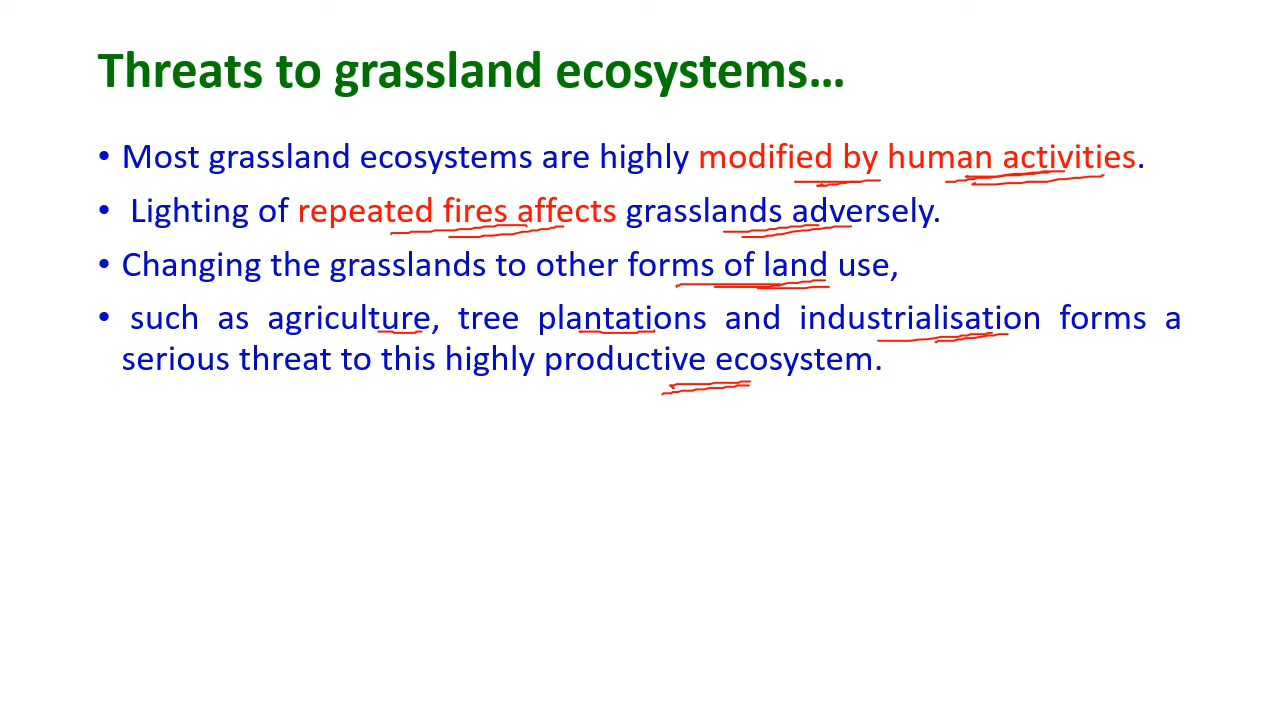 Threats to grassland ecosystems…
• Most grassland ecosystems are highly modified by human activities.
• Lighting of repeated fires affects grasslands adversely.
• Changing the grasslands to other forms of land use,
• such as agriculture, tree plantations and industrialisation forms a
serious threat to this highly productive ecosystem.